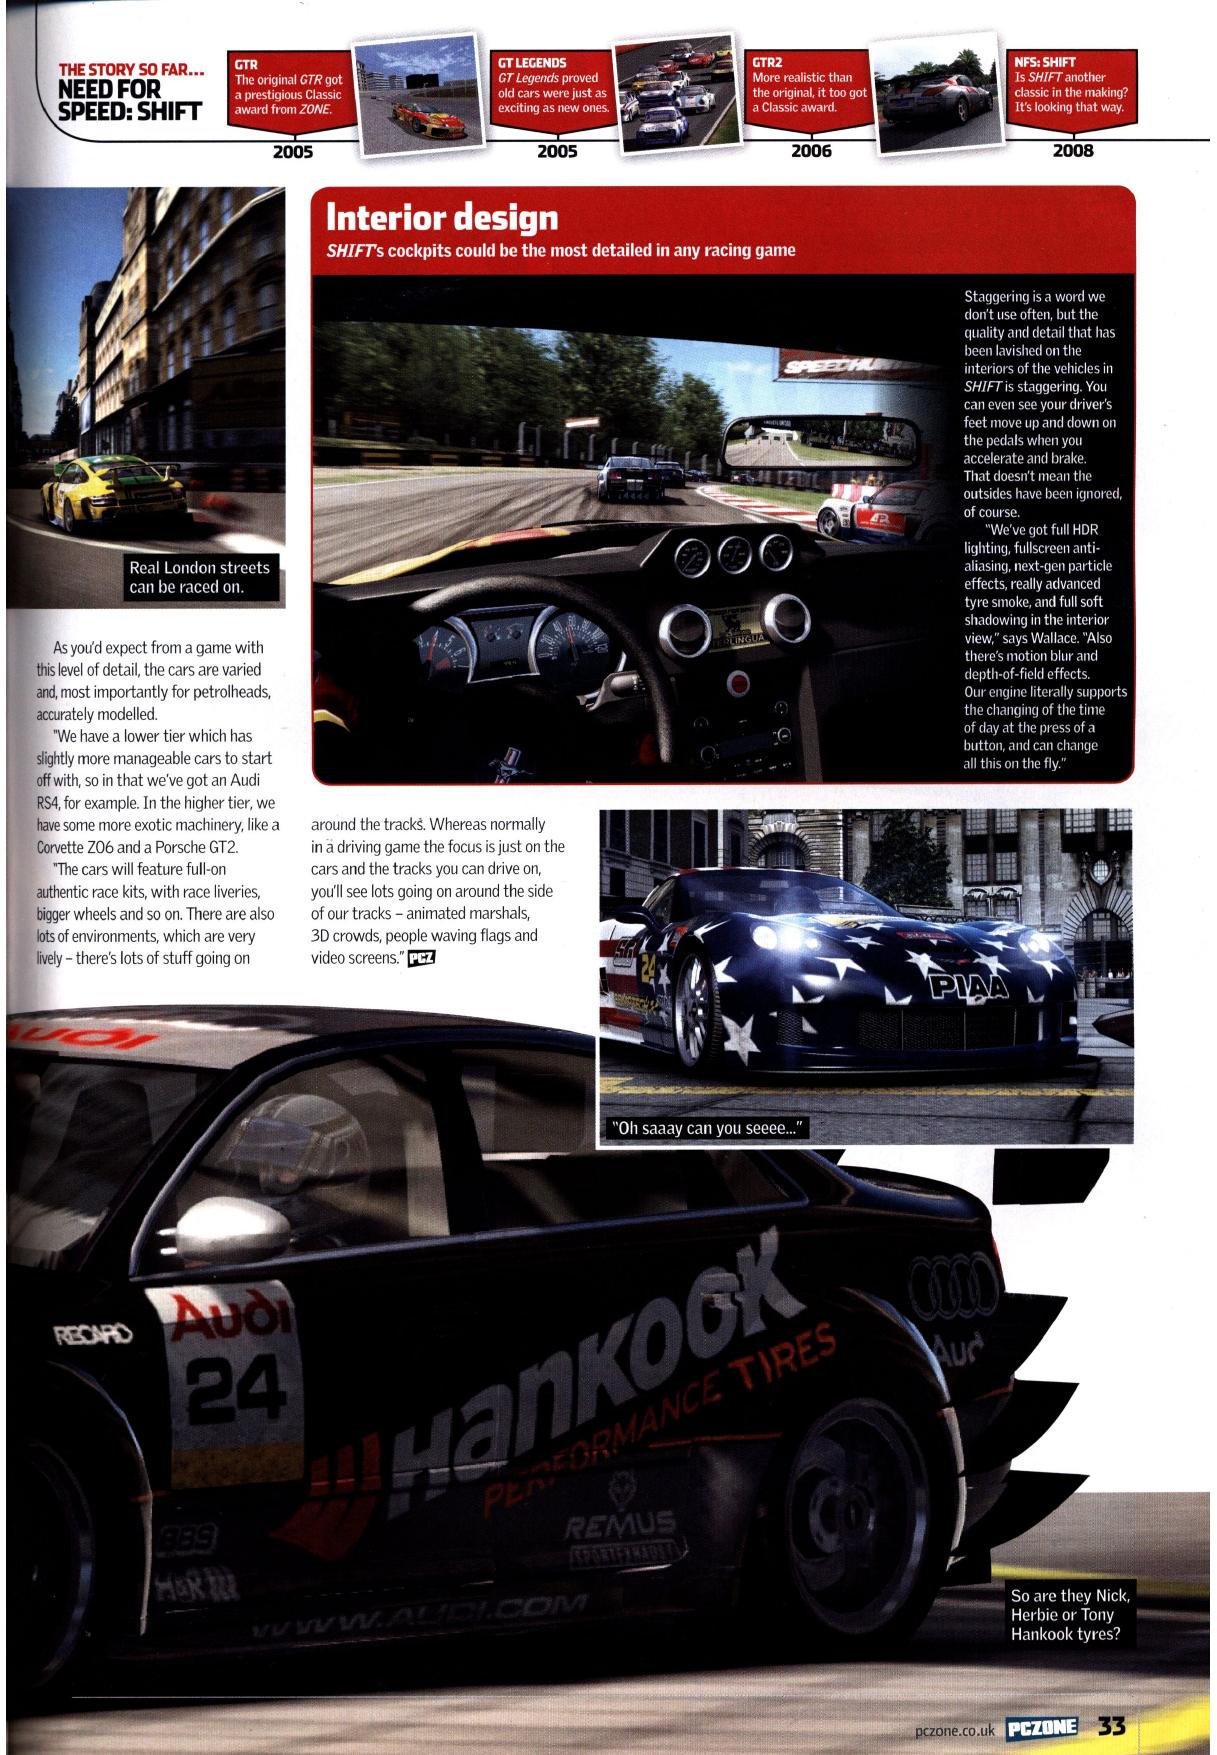 THE STORY SO FAR...
NEED FOR
SPEED: SHIFT
GTR
The original GTR got
a prestigious Classic
award from ZONE.
2005
GT LEGENDS
GT Legends proved
old cars were just as
exciting as new ones.
2005
GTR2
More realistic than
the original, it too got
a Classic award.
2006
NFS: SHIFT
Is SHIFT another
classic in the making?
It's looking that way.
2008
Real London streets
can be raced on.
As you'd expect from a game with
this level of detail, the cars are varied
and, most importantly for petrolheads,
accurately modelled.
"We have a lower tier which has
slightly more manageable cars to start
off with, so in that we've got an Audi
RS4, for example. In the higher tier, we
have some more exotic machinery, like a
Corvette Z06 and a Porsche GT2.
"The cars will feature full-on
authentic race kits, with race liveries,
bigger wheels and so on. There are also
lots of environments, which are very
lively – there's lots of stuff going on
around the tracks. Whereas normally
in a driving game the focus is just on the
cars and the tracks you can drive on,
you'll see lots going on around the side
of our tracks – animated marshals,
3D crowds, people waving flags and
video screens." PCZ
Interior design
SHIFT's cockpits could be the most detailed in any racing game
SPEEDHUN
Staggering is a word we
don't use often, but the
quality and detail that has
been lavished on the
interiors of the vehicles in
SHIFT is staggering. You
can even see your driver's
feet move up and down on
the pedals when you
accelerate and brake.
That doesn't mean the
outsides have been ignored,
of course.
"We've got full HDR
lighting, fullscreen anti-
aliasing, next-gen particle
effects, really advanced
tyre smoke, and full soft
shadowing in the interior
view," says Wallace. "Also
there's motion blur and
depth-of-field effects.
Our engine literally supports
the changing of the time
of day at the press of a
button, and can change
all this on the fly."
24
PIAA
"Oh saaay can you seeee..."
Audi
RECARO
Audi
24
Hankook
PERFORMANCE TIRES
Audi
REMUS
BBS
H&R
WWW.AUDI.COM
So are they Nick,
Herbie or Tony
Hankook tyres?
pczone.co.uk PCZONE 33